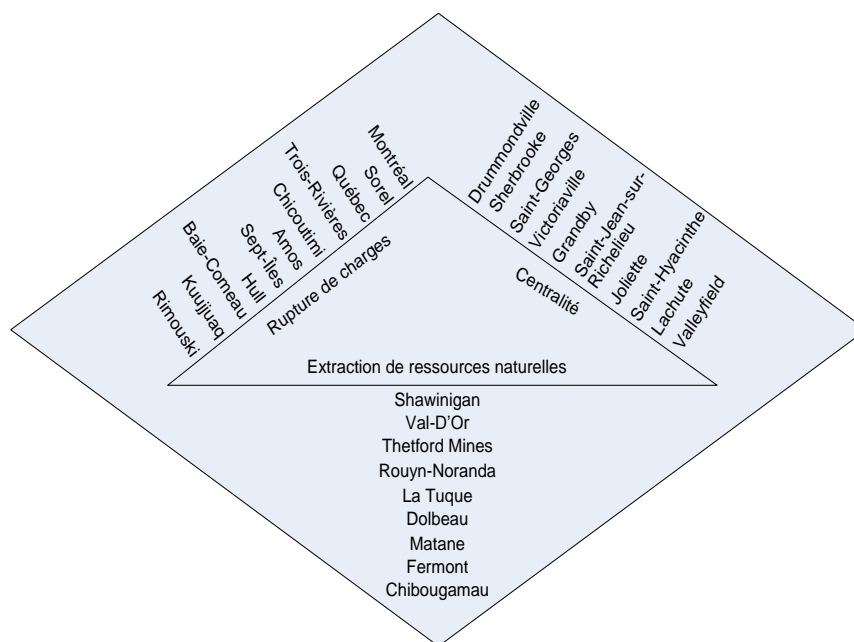 Montréal
Sorel
Québec
Trois-Rivières
Chicoutimi
Amos
Sept-Îles
Hull
Baie-Comeau
Kuujjuaq
Rimouski
Rupture de charges
Drummondville
Sherbrooke
Saint-Georges
Victoriaville
Grandby
Saint-Jean-sur-
Richelieu
Joliette
Saint-Hyacinthe
Lachute
Valleyfield
Centralité
Extraction de ressources naturelles
Shawinigan
Val-D'Or
Thetford Mines
Rouyn-Noranda
La Tuque
Dolbeau
Matane
Fermont
Chibougamau